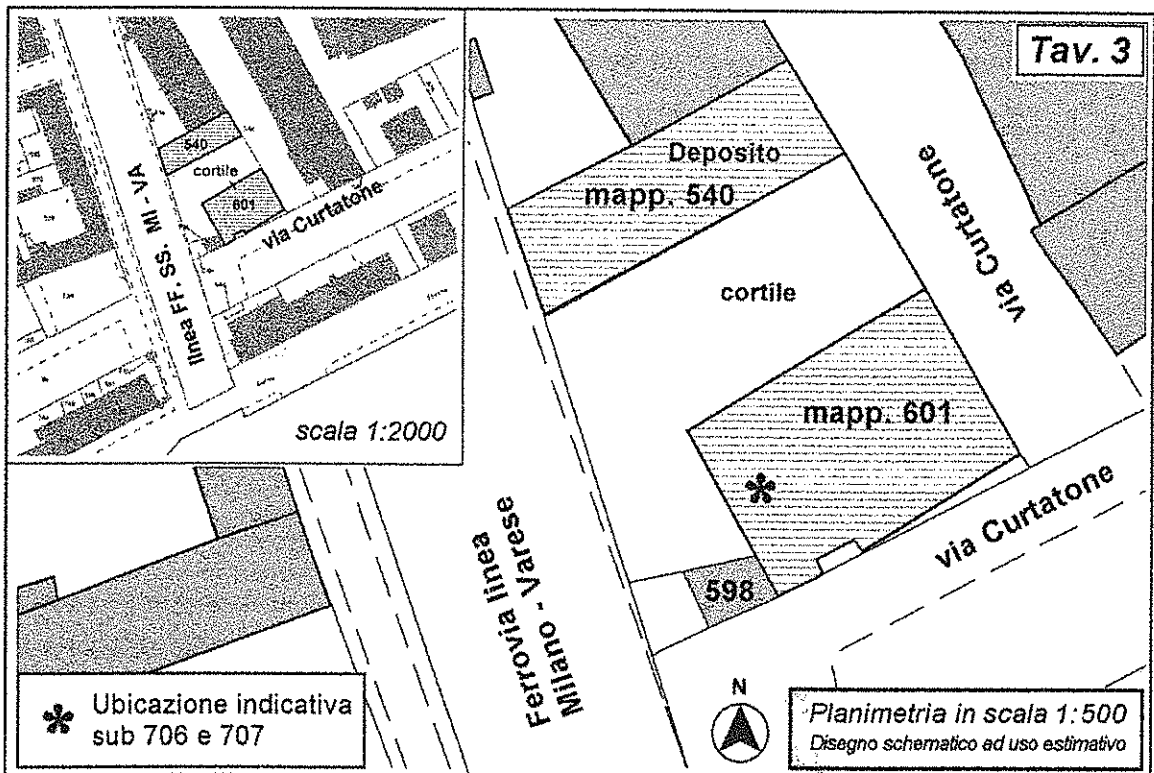 Tav. 3
540
cortile
601
via Curtatone
linea FF. SS. MI - VA
scala 1:2000
Deposito
mapp. 540
cortile
mapp. 601
via Curtatone
via Curtatone
598
Ferrovia linea
Milano - Varese
Ubicazione indicativa
sub 706 e 707
N
Planimetria in scala 1:500
Disegno schematico ad uso estimativo